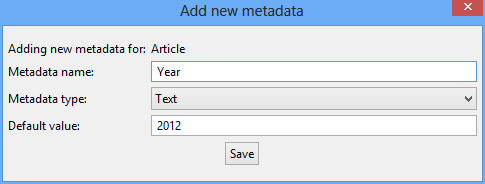 Add new metadata
Adding new metadata for: Article
Metadata name: Year
Metadata type: Text
Default value: 2012
Save